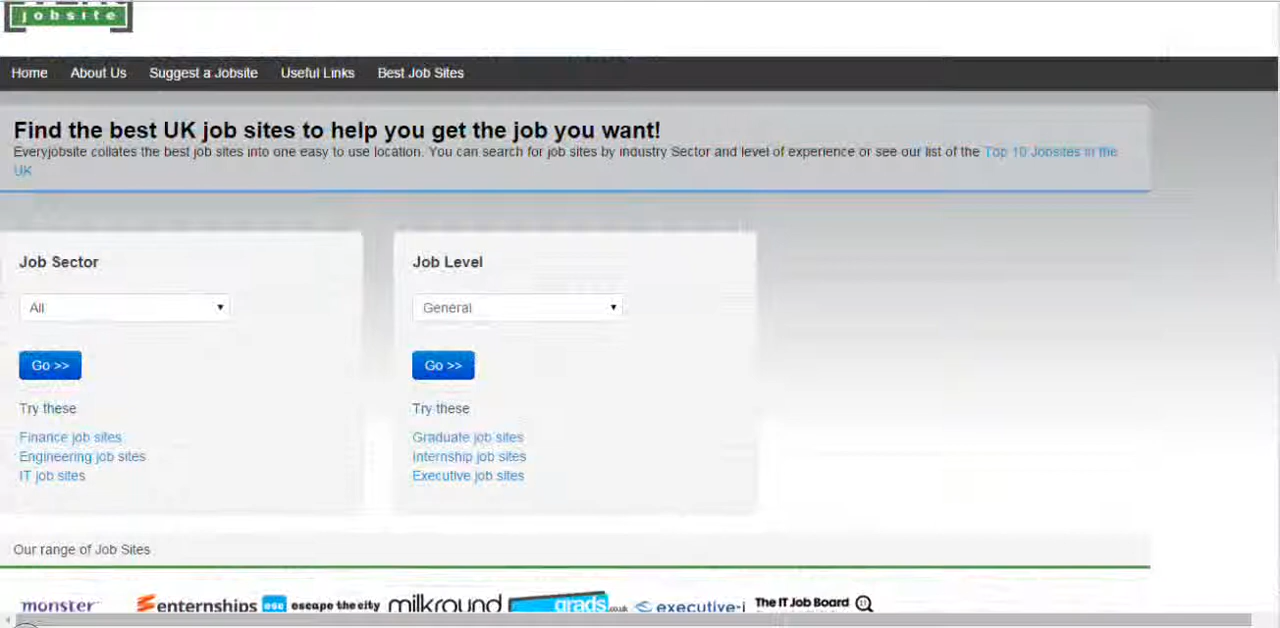 jobsite
Home About Us Suggest a Jobsite Useful Links Best Job Sites
Find the best UK job sites to help you get the job you want!
Everyjobsite collates the best job sites into one easy to use location. You can search for job sites by industry Sector and level of experience or see our list of the Top 10 Jobsites in the
UK
Job Sector
All
Go >>
Try these
Finance job sites
Engineering job sites
IT job sites
Job Level
General
Go >>
Try these
Graduate job sites
Internship job sites
Executive job sites
Our range of Job Sites
monster enternships esc escape the city milkround grads.co.uk executive-j The IT Job Board